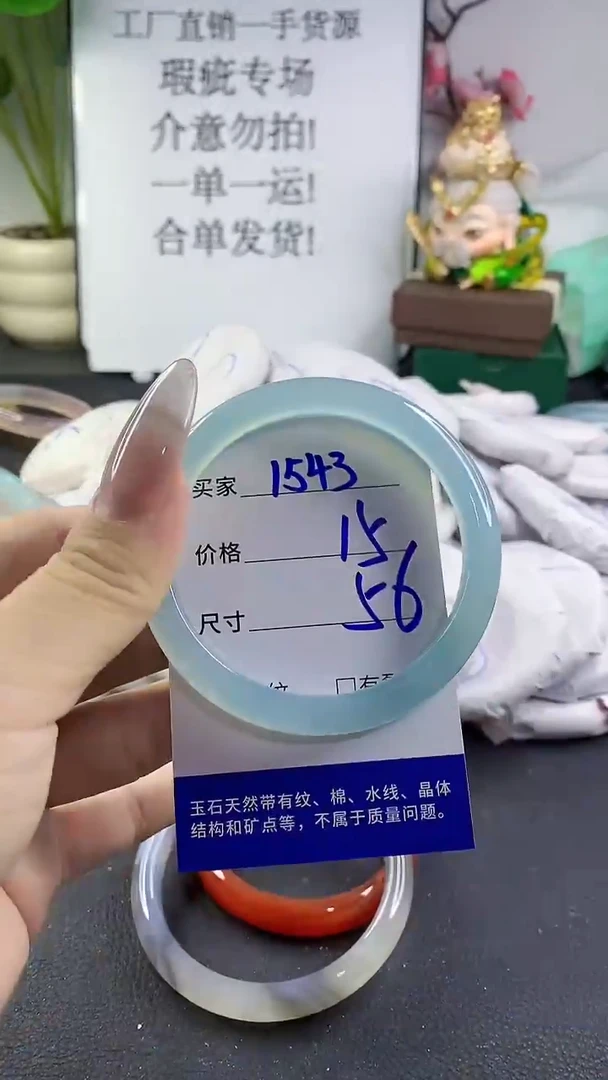 工厂直销一手货源
瑕疵专场
介意勿拍!
一单一运!
合单发货!
买家 1543
价格 15
尺寸 56
纹 □有
玉石天然带有纹、棉、水线、晶体
结构和矿点等，不属于质量问题。